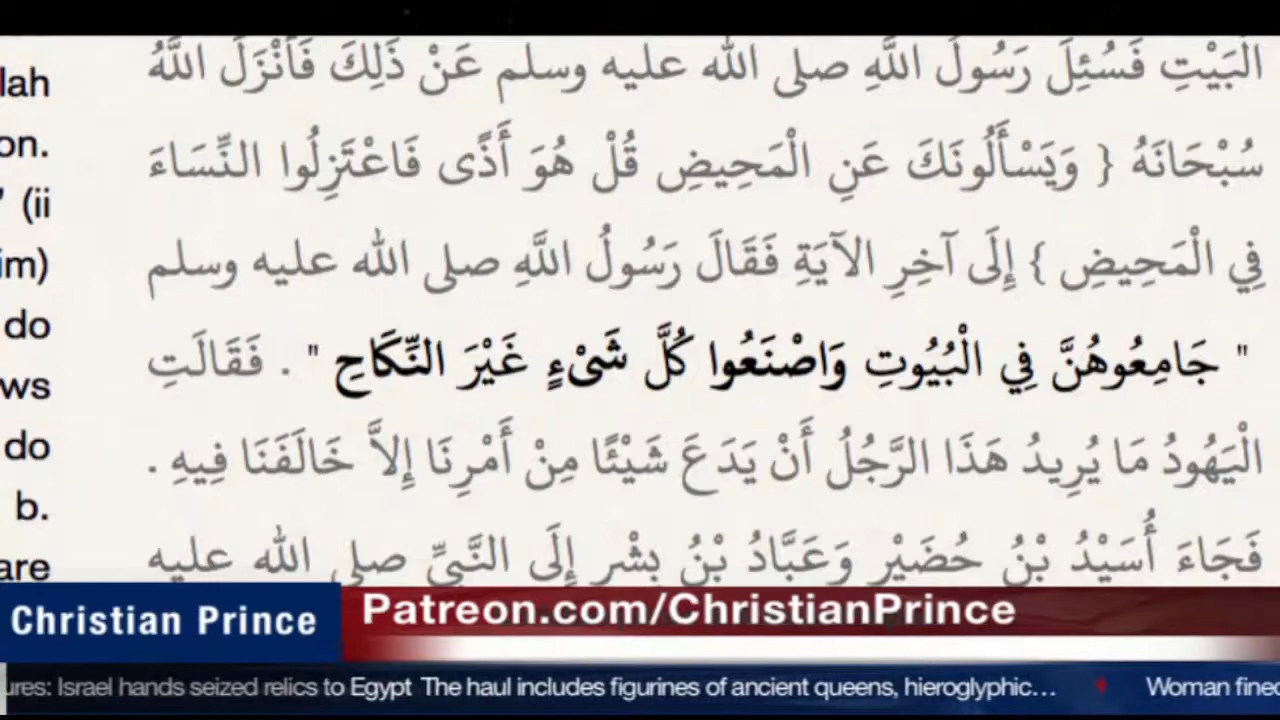 الْبَيْتِ فَسُئِلَ رَسُولُ اللَّهِ صلى الله عليه وسلم عَنْ ذَلِكَ فَأَنْزَلَ اللَّهُ
سُبْحَانَهُ { وَيَسْأَلُونَكَ عَنِ الْمَحِيضِ قُلْ هُوَ أَذًى فَاعْتَزِلُوا النِّسَاءَ
فِي الْمَحِيضِ } إِلَى آخِرِ الآيَةِ فَقَالَ رَسُولُ اللَّهِ صلى الله عليه وسلم
" جَامِعُوهُنَّ فِي الْبُيُوتِ وَاصْنَعُوا كُلَّ شَىْءٍ غَيْرَ النِّكَاحِ " . فَقَالَتِ
الْيَهُودُ مَا يُرِيدُ هَذَا الرَّجُلُ أَنْ يَدَعَ شَيْئًا مِنْ أَمْرِنَا إِلاَّ خَالَفَنَا فِيهِ .
فَجَاءَ أُسَيْدُ بْنُ حُضَيْرٍ وَعَبَّادُ بْنُ بِشْرٍ إِلَى النَّبِيِّ صلى الله عليه
lah
on.
" (ii
im)
do
ws
do
b.
are
Christian Prince
Patreon.com/ChristianPrince
ures: Israel hands seized relics to Egypt The haul includes figurines of ancient queens, hieroglyphic... Woman fined